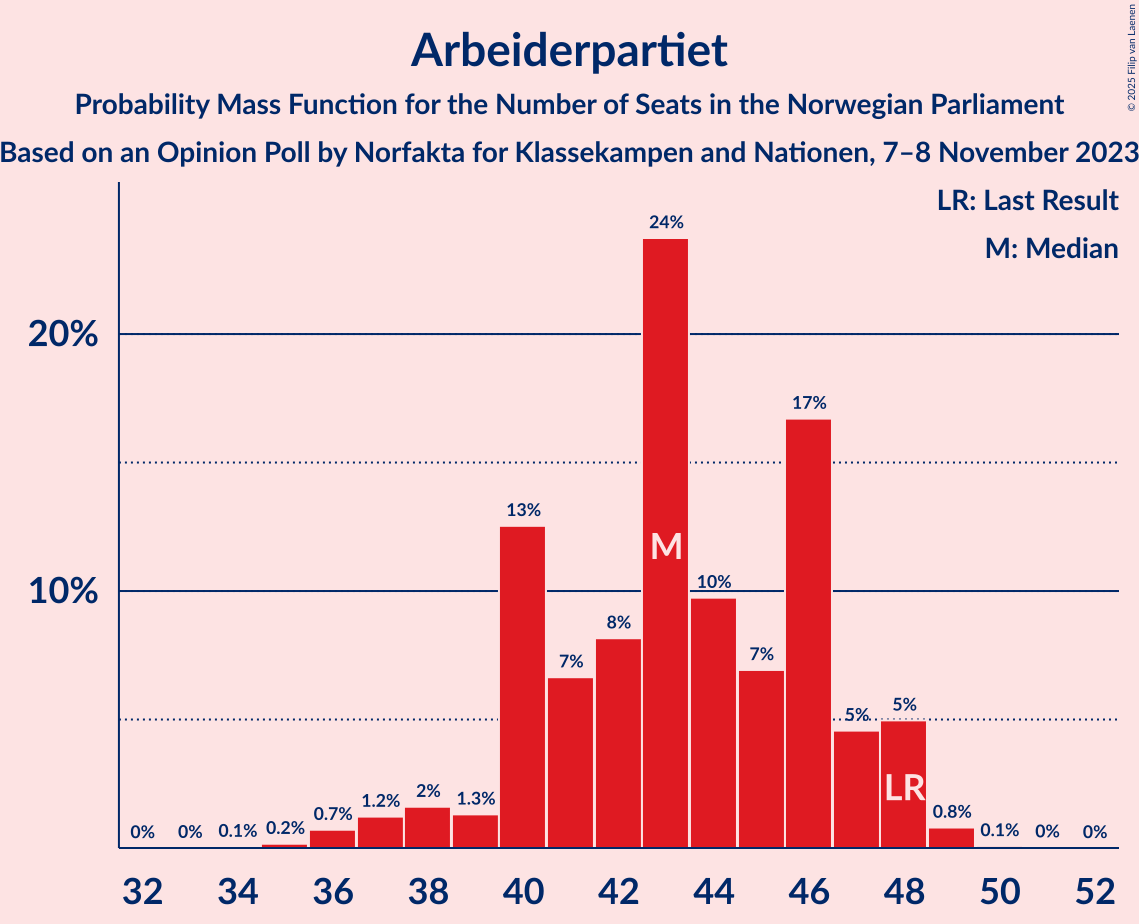 © 2025 Filip van Laenen
Arbeiderpartiet
Probability Mass Function for the Number of Seats in the Norwegian Parliament
Based on an Opinion Poll by Norfakta for Klassekampen and Nationen, 7–8 November 2023
LR: Last Result
M: Median
20%
10%
0%
0%
0.1%
0.2%
0.7%
1.2%
2%
1.3%
13%
7%
8%
24%
M
10%
7%
17%
5%
5%
LR
0.8%
0.1%
0%
0%
32 34 36 38 40 42 44 46 48 50 52